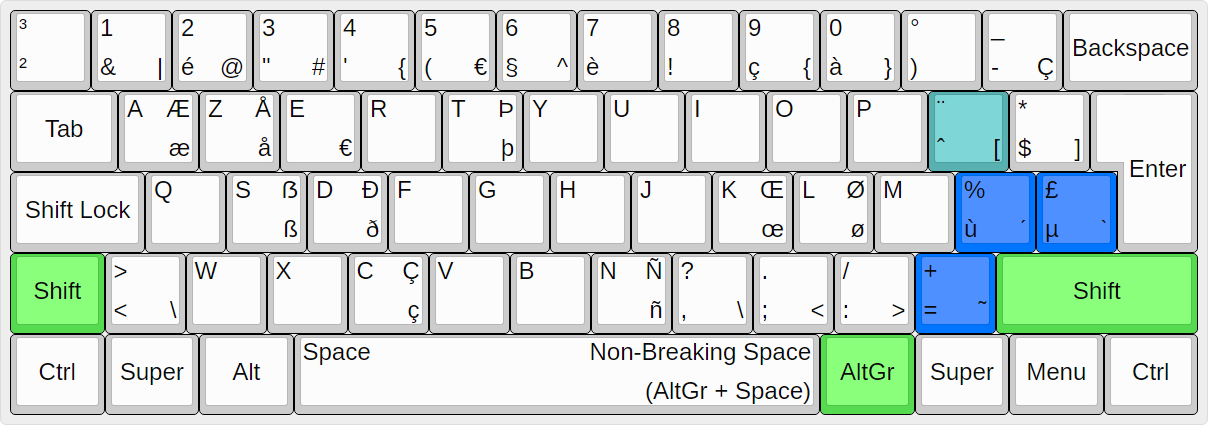 3 1 2 3 4 5 6 7 8 9 0 ° _ Backspace
2 & | é @ " # ' { ( € § ^ è ! ç { à } ) - Ç
Tab A Æ Z Å E R T Þ Y U I O P ¨ * Enter
æ å € þ ˆ [ $ ]
Shift Lock Q S ẞ D Ð F G H J K Œ L Ø M % £
ß ð œ ø ù ´ µ `
Shift > W X C Ç V B N Ñ ? . / + Shift
< \ ç ñ , \ ; < : > = ˜
Ctrl Super Alt Space Non-Breaking Space AltGr Super Menu Ctrl
(AltGr + Space)